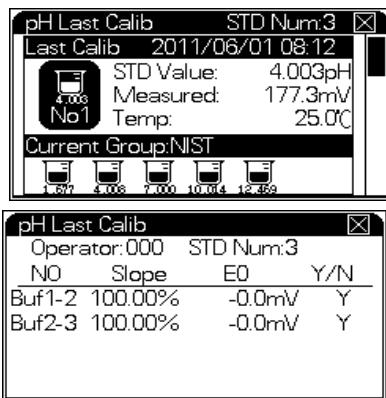 pH Last Calib STD Num:3
Last Calib 2011/06/01 08:12
STD Value: 4.003pH
4.003
No1
Measured: 177.3mV
Temp: 25.0℃
Current Group:NIST
1.677 4.008 7.000 10.014 12.469
pH Last Calib
Operator:000 STD Num:3
NO Slope E0 Y/N
Buf1-2 100.00% -0.0mV Y
Buf2-3 100.00% -0.0mV Y